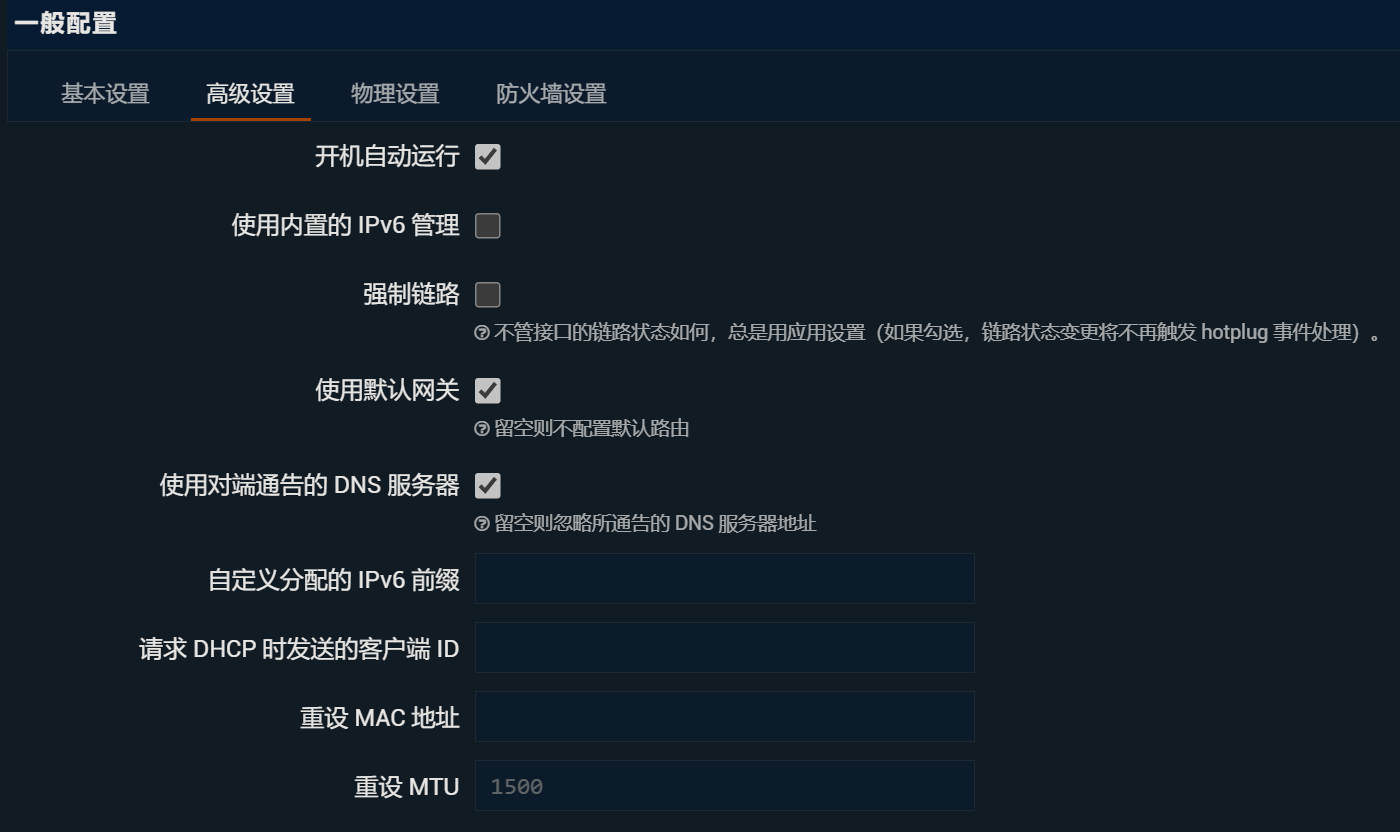 一般配置
基本设置 高级设置 物理设置 防火墙设置
开机自动运行
使用内置的 IPv6 管理
强制链路
不管接口的链路状态如何，总是用应用设置（如果勾选，链路状态变更将不再触发 hotplug 事件处理）。
使用默认网关
留空则不配置默认路由
使用对端通告的 DNS 服务器
留空则忽略所通告的 DNS 服务器地址
自定义分配的 IPv6 前缀
请求 DHCP 时发送的客户端 ID
重设 MAC 地址
重设 MTU 1500